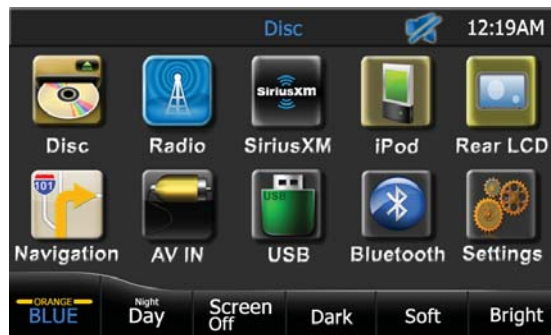 Disc 12:19AM
SiriusXM
Disc Radio SiriusXM iPod Rear LCD
101
USB
Navigation AV IN USB Bluetooth Settings
ORANGE Night Screen
BLUE Day Off Dark Soft Bright